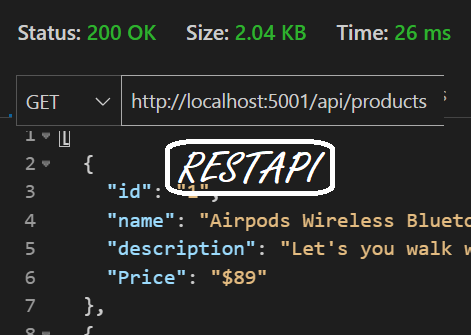 Status: 200 OK Size: 2.04 KB Time: 26 ms
GET http://localhost:5001/api/products
1 [
RESTAPI
2 {
3 "id": "1",
4 "name": "Airpods Wireless
5 "description": "Let's you walk
6 "Price": "$89"
7 },
8 {